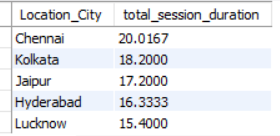 Location_City total_session_duration
Chennai 20.0167
Kolkata 18.2000
Jaipur 17.2000
Hyderabad 16.3333
Lucknow 15.4000